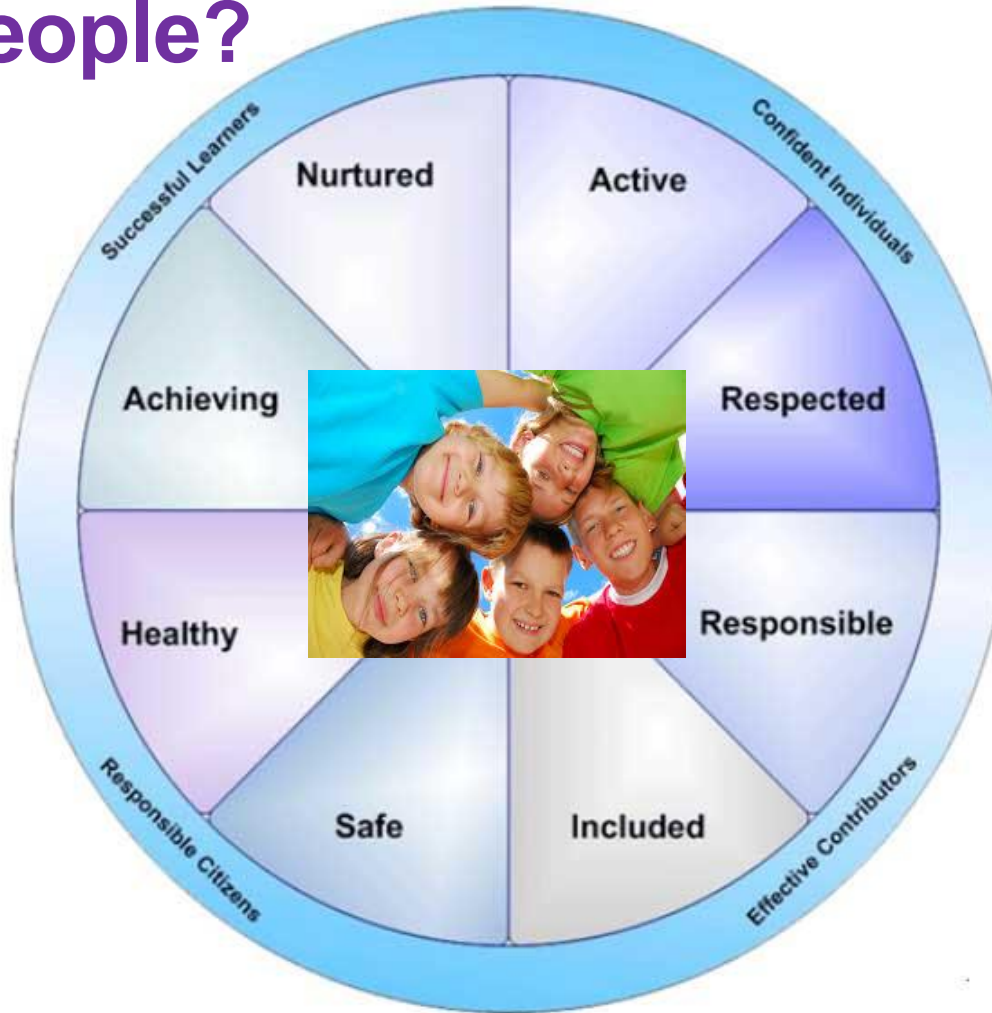 eople?
Successful Learners
Confident Individuals
Nurtured
Active
Achieving
Respected
Healthy
Responsible
Safe
Included
Responsible Citizens
Effective Contributors